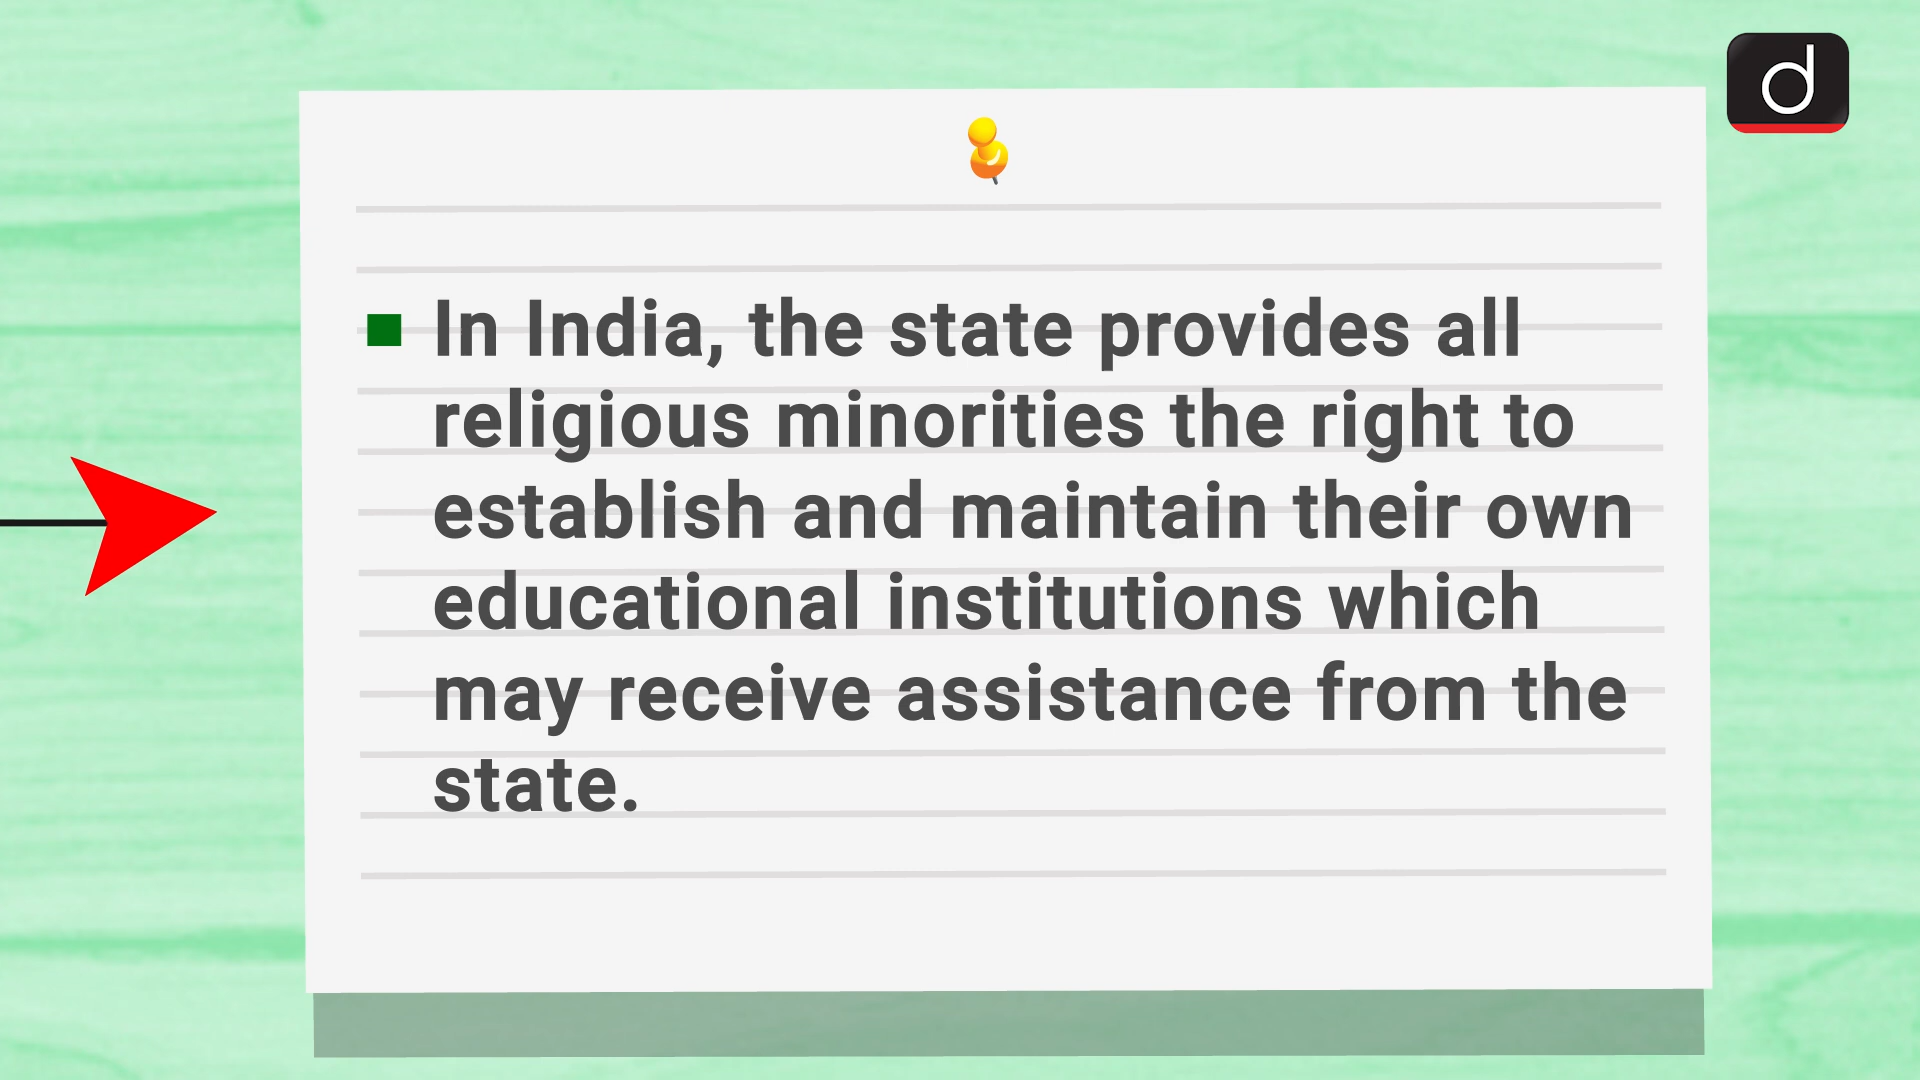 d
In India, the state provides all
religious minorities the right to
establish and maintain their own
educational institutions which
may receive assistance from the
state.